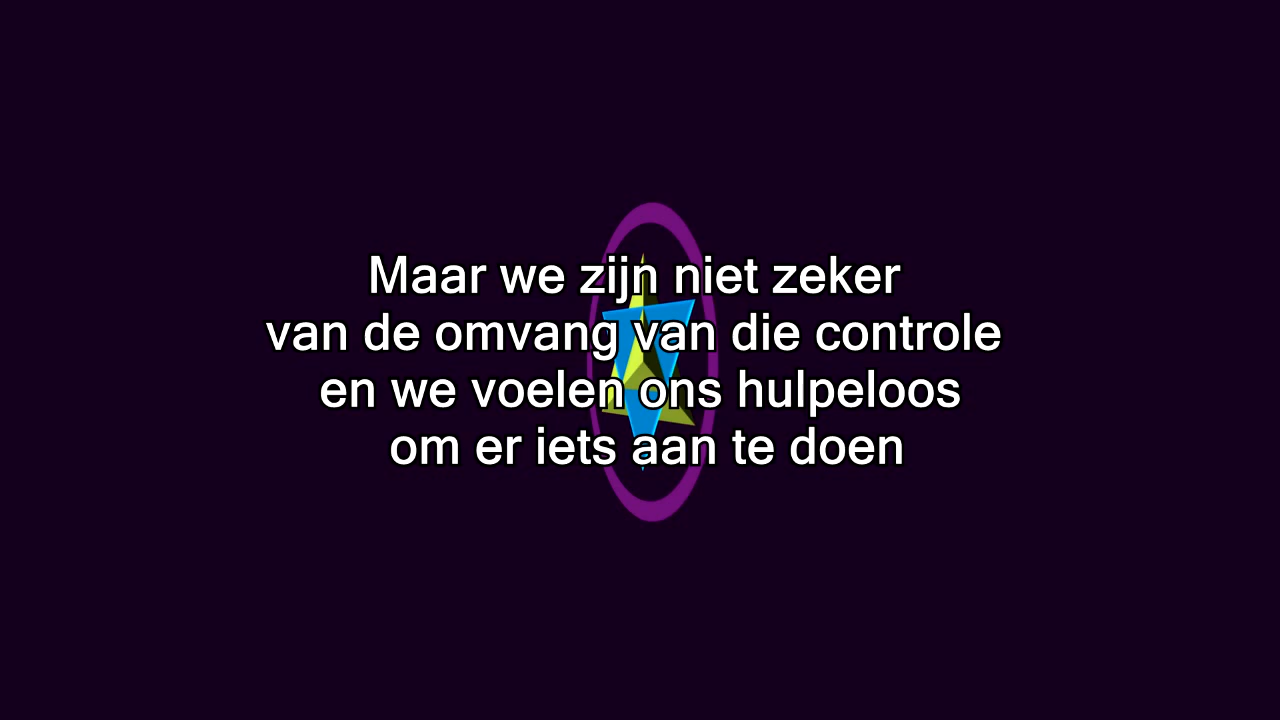 Maar we zijn niet zeker
van de omvang van die controle
en we voelen ons hulpeloos
om er iets aan te doen